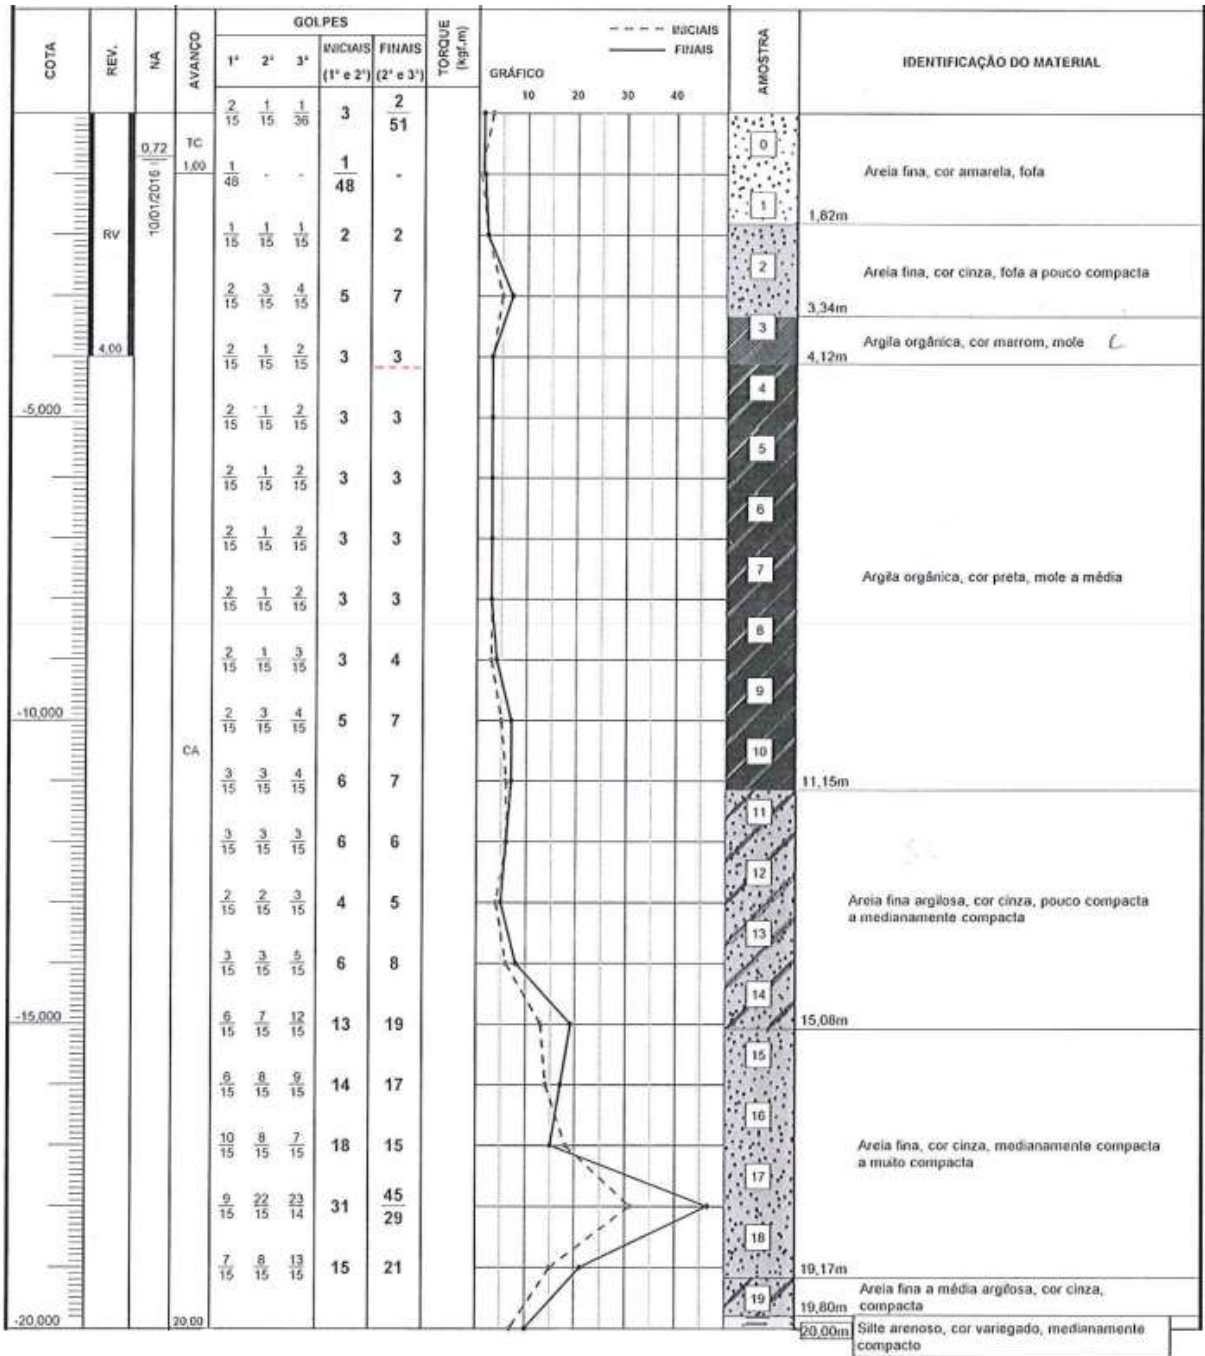 COTA
REV.
NA
AVANÇO
GOLPES
1ª 2ª 3ª
INICIAIS (1ª e 2ª)
FINAIS (2ª e 3ª)
TORQUE (kgf.m)
GRÁFICO
- - - - INICIAIS
—— FINAIS
10 20 30 40
AMOSTRA
IDENTIFICAÇÃO DO MATERIAL
RV
4,00
0,72
10/01/2016
TC
1,00
CA
20,00
-5,000
-10,000
-15,000
-20,000
2/15 1/15 1/36 3 2/51
1/48 - - 1/48 -
1/15 1/15 1/15 2 2
2/15 3/15 4/15 5 7
2/15 1/15 2/15 3 3
2/15 1/15 2/15 3 3
2/15 1/15 2/15 3 3
2/15 1/15 2/15 3 3
2/15 1/15 2/15 3 3
2/15 1/15 3/15 3 4
2/15 3/15 4/15 5 7
3/15 3/15 4/15 6 7
3/15 3/15 3/15 6 6
2/15 2/15 3/15 4 5
3/15 3/15 5/15 6 8
6/15 7/15 12/15 13 19
6/15 8/15 9/15 14 17
10/15 8/15 7/15 18 15
9/15 22/15 23/14 31 45/29
7/15 8/15 13/15 15 21
0
1
1,82m
Areia fina, cor amarela, fofa
2
3,34m
Areia fina, cor cinza, fofa a pouco compacta
3
4,12m
Argila orgânica, cor marrom, mole
4
5
6
7
8
9
10
11,15m
Argila orgânica, cor preta, mole a média
11
12
13
14
15,08m
Areia fina argilosa, cor cinza, pouco compacta
a medianamente compacta
15
16
17
18
19,17m
Areia fina, cor cinza, medianamente compacta
a muito compacta
19
19,80m
Areia fina a média argilosa, cor cinza,
compacta
20,00m
Silte arenoso, cor variegado, medianamente
compacto